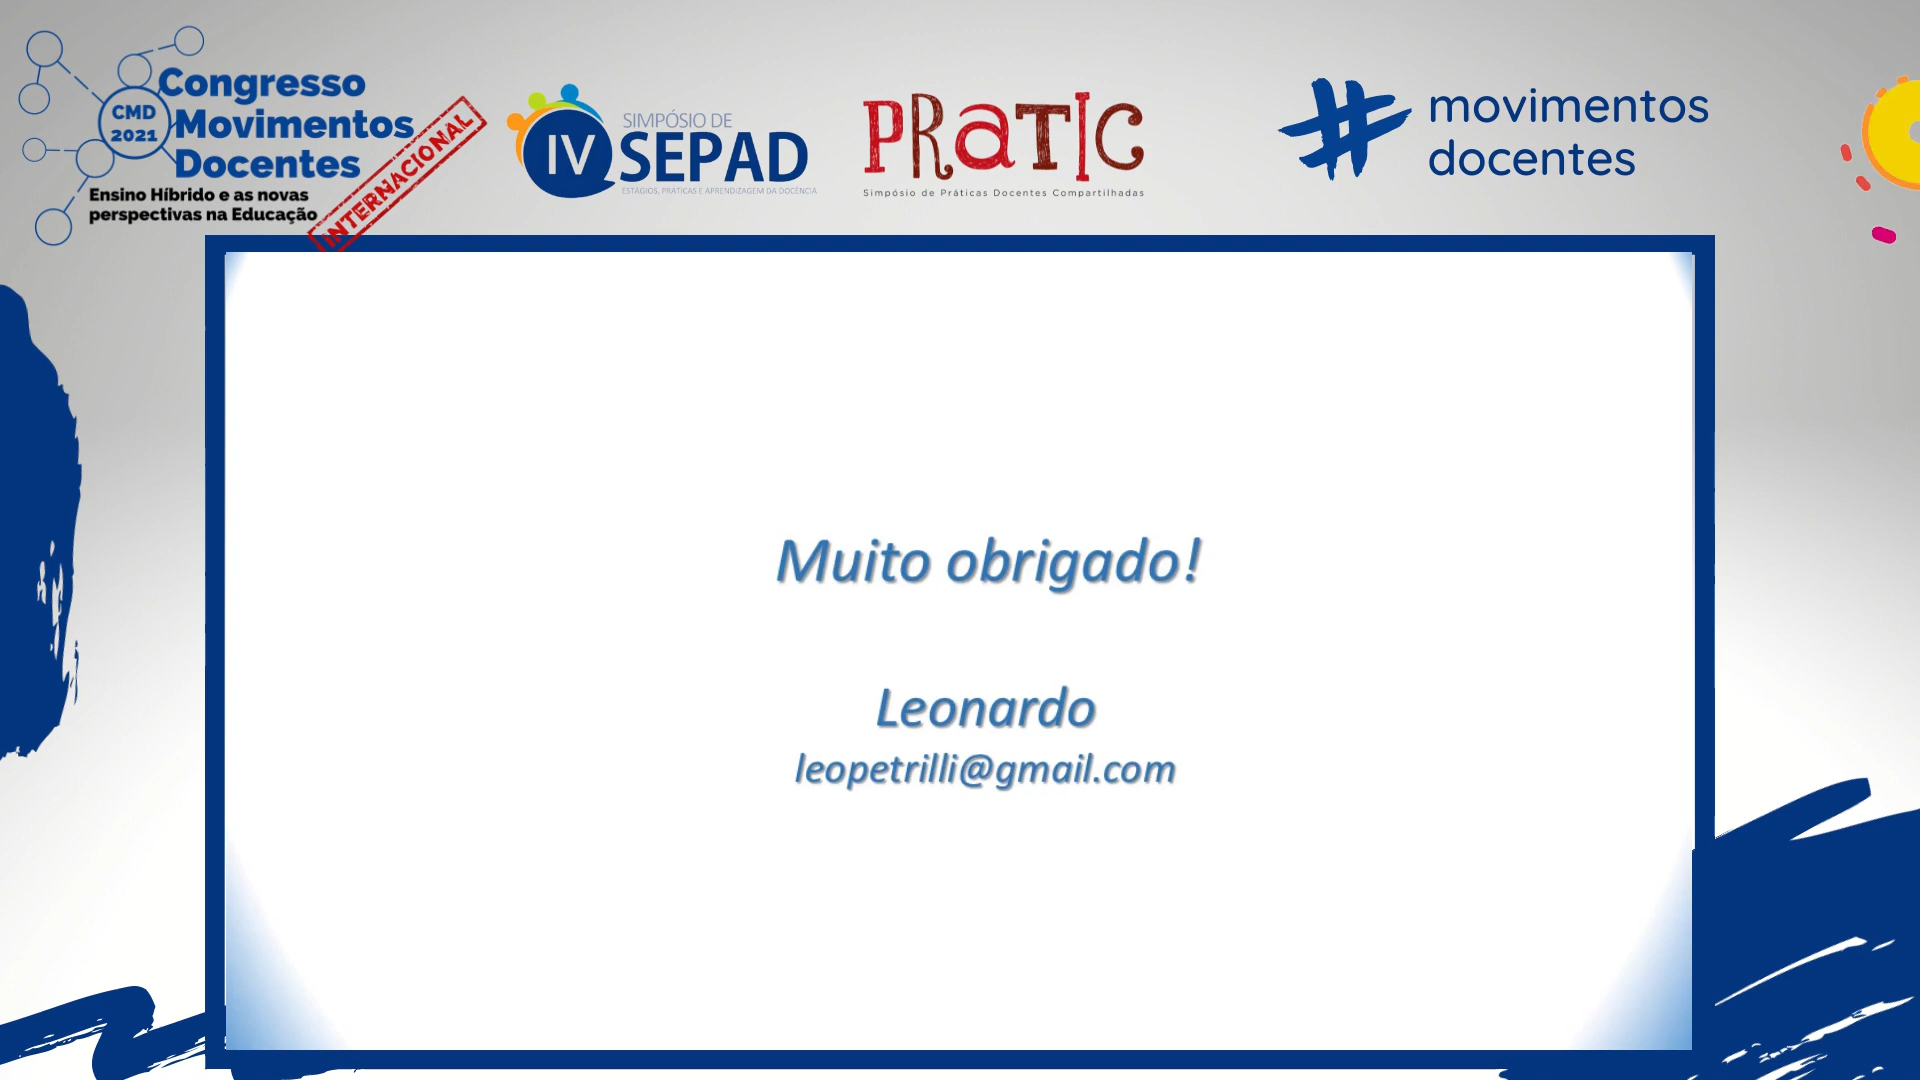 CMD
2021
Congresso
Movimentos
Docentes
Ensino Híbrido e as novas
perspectivas na Educação
INTERNACIONAL
IV
SIMPÓSIO DE
SEPAD
ESTÁGIOS, PRÁTICAS E APRENDIZAGEM DA DOCÊNCIA
PRATIC
Simpósio de Práticas Docentes Compartilhadas
#
movimentos
docentes
Muito obrigado!
Leonardo
leopetrilli@gmail.com